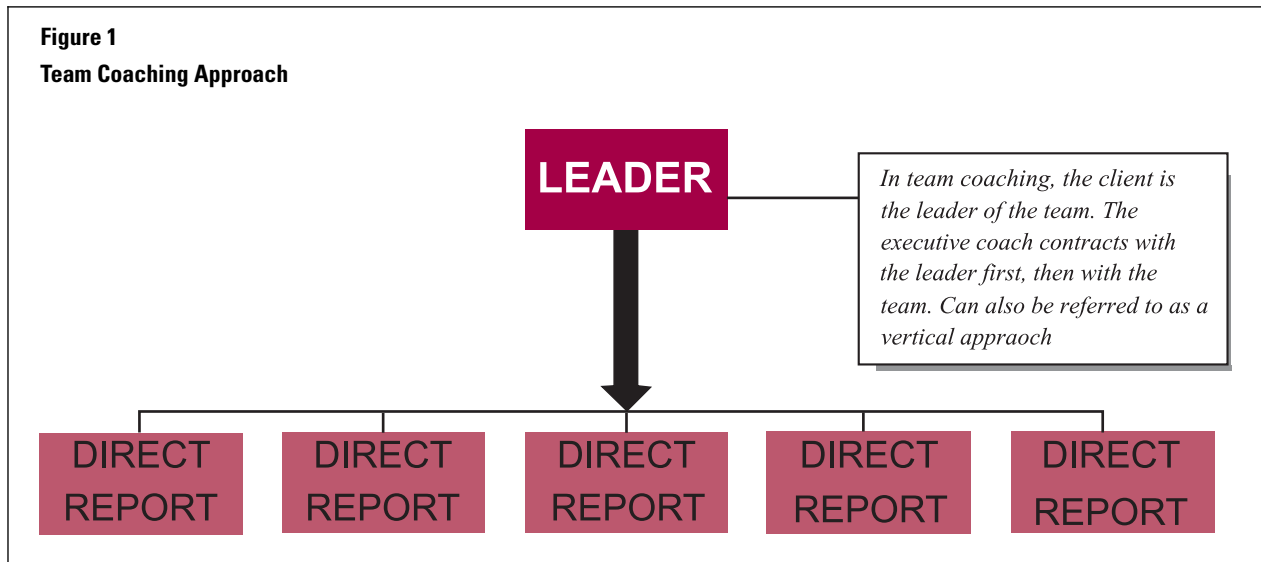 Figure 1
Team Coaching Approach
LEADER
In team coaching, the client is
the leader of the team. The
executive coach contracts with
the leader first, then with the
team. Can also be referred to as a
vertical appraoch
DIRECT
REPORT
DIRECT
REPORT
DIRECT
REPORT
DIRECT
REPORT
DIRECT
REPORT